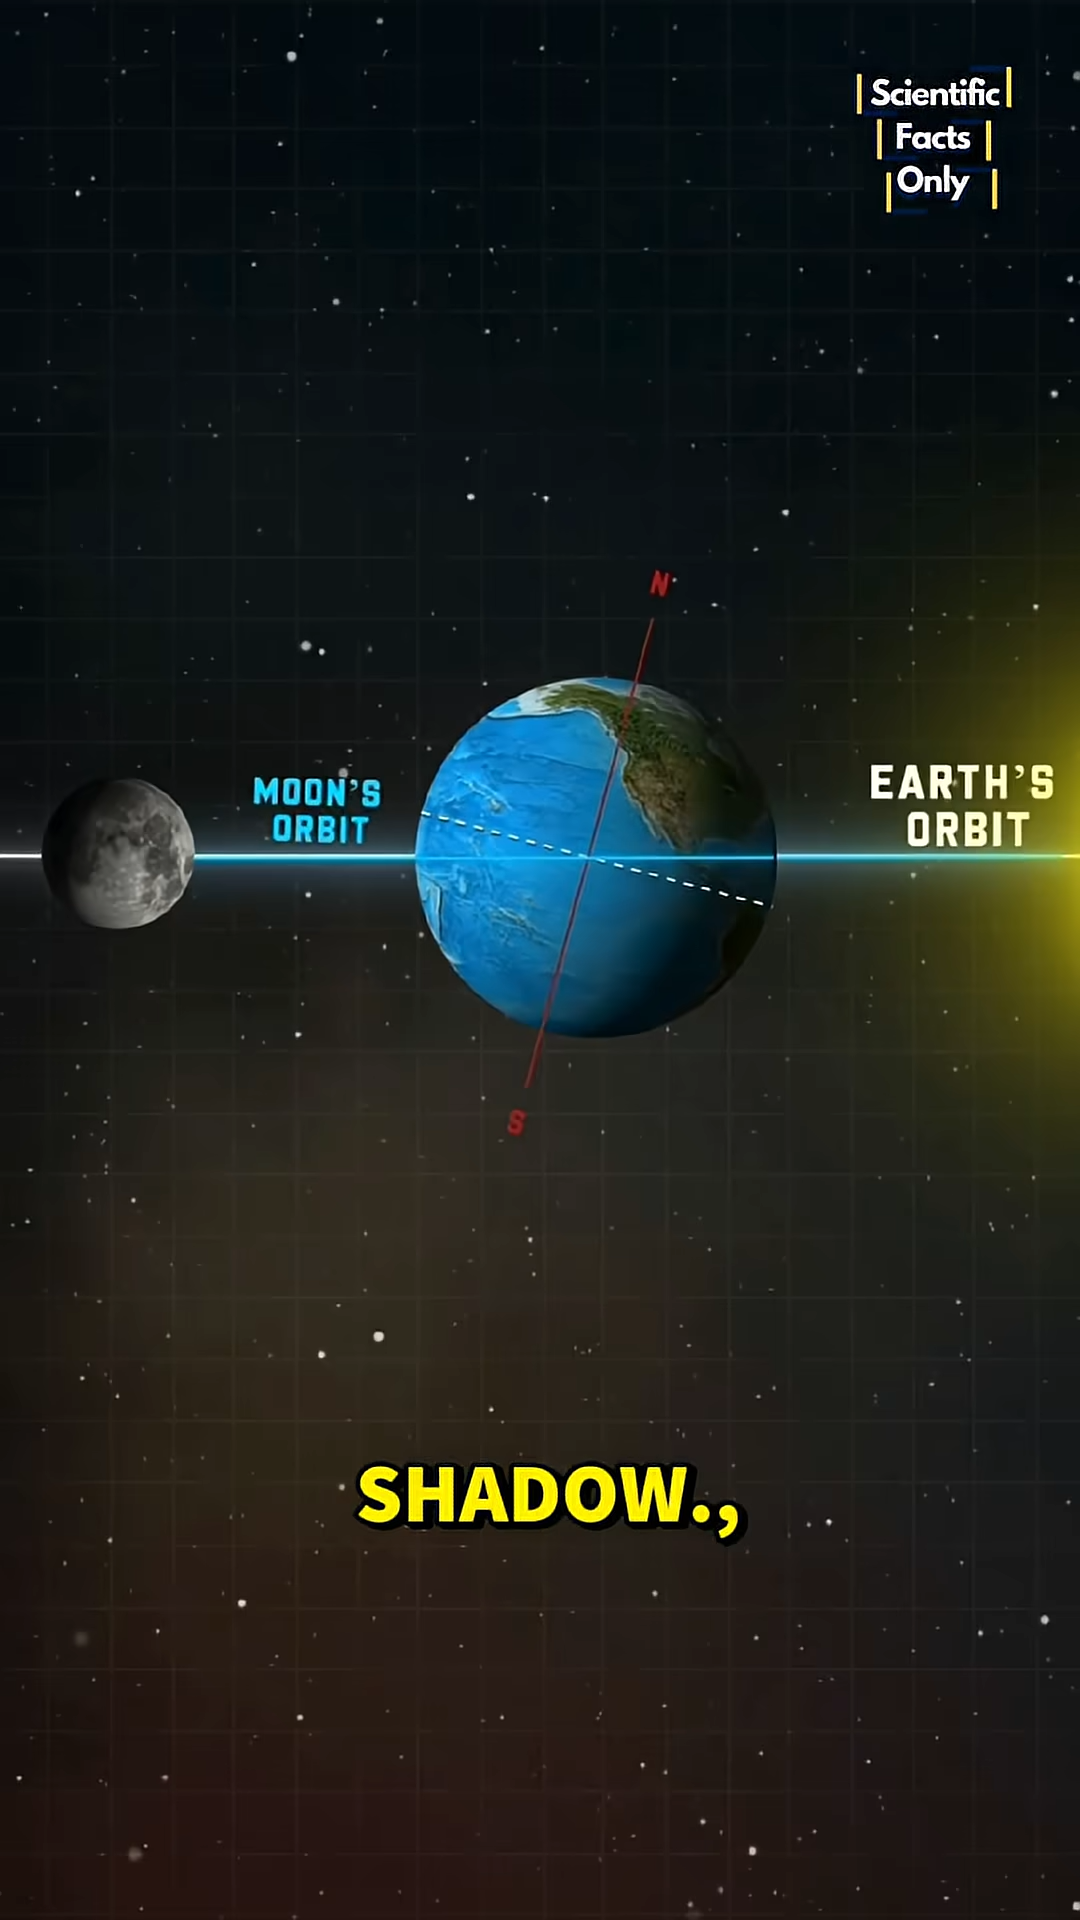 Scientific
Facts
Only
N
MOON'S
ORBIT
EARTH'S
ORBIT
S
SHADOW.,